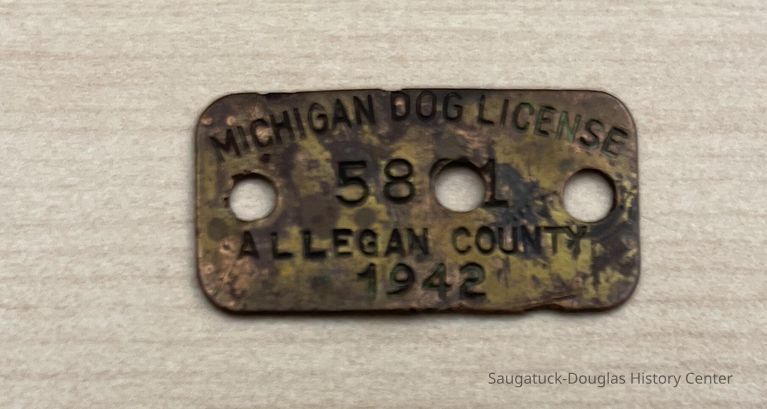 MICHIGAN DOG LICENSE
58 1
ALLEGAN COUNTY
1942
Saugatuck-Douglas History Center